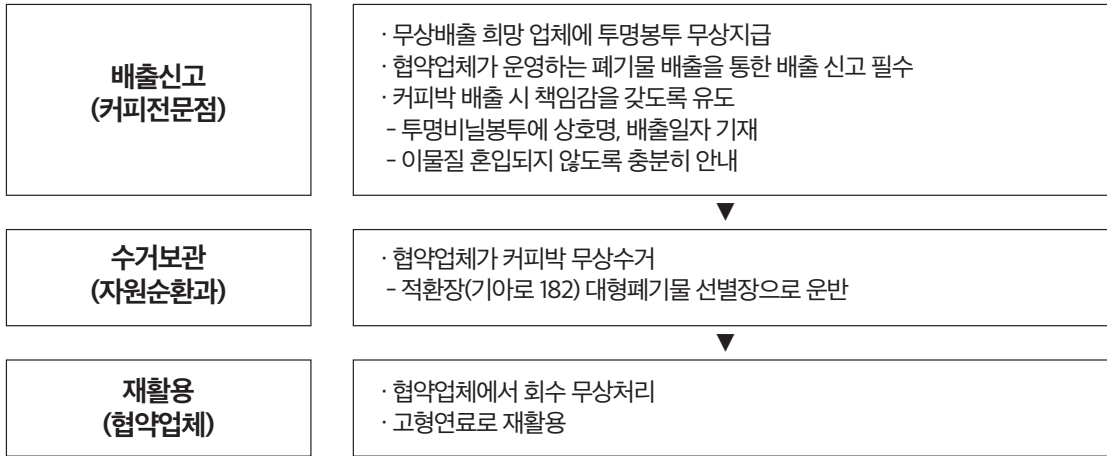 배출신고
(커피전문점)
· 무상배출 희망 업체에 투명봉투 무상지급
· 협약업체가 운영하는 폐기물 배출을 통한 배출 신고 필수
· 커피박 배출 시 책임감을 갖도록 유도
- 투명비닐봉투에 상호명, 배출일자 기재
- 이물질 혼입되지 않도록 충분히 안내
▼
수거보관
(자원순환과)
· 협약업체가 커피박 무상수거
- 적환장(기아로 182) 대형폐기물 선별장으로 운반
▼
재활용
(협약업체)
· 협약업체에서 회수 무상처리
· 고형연료로 재활용